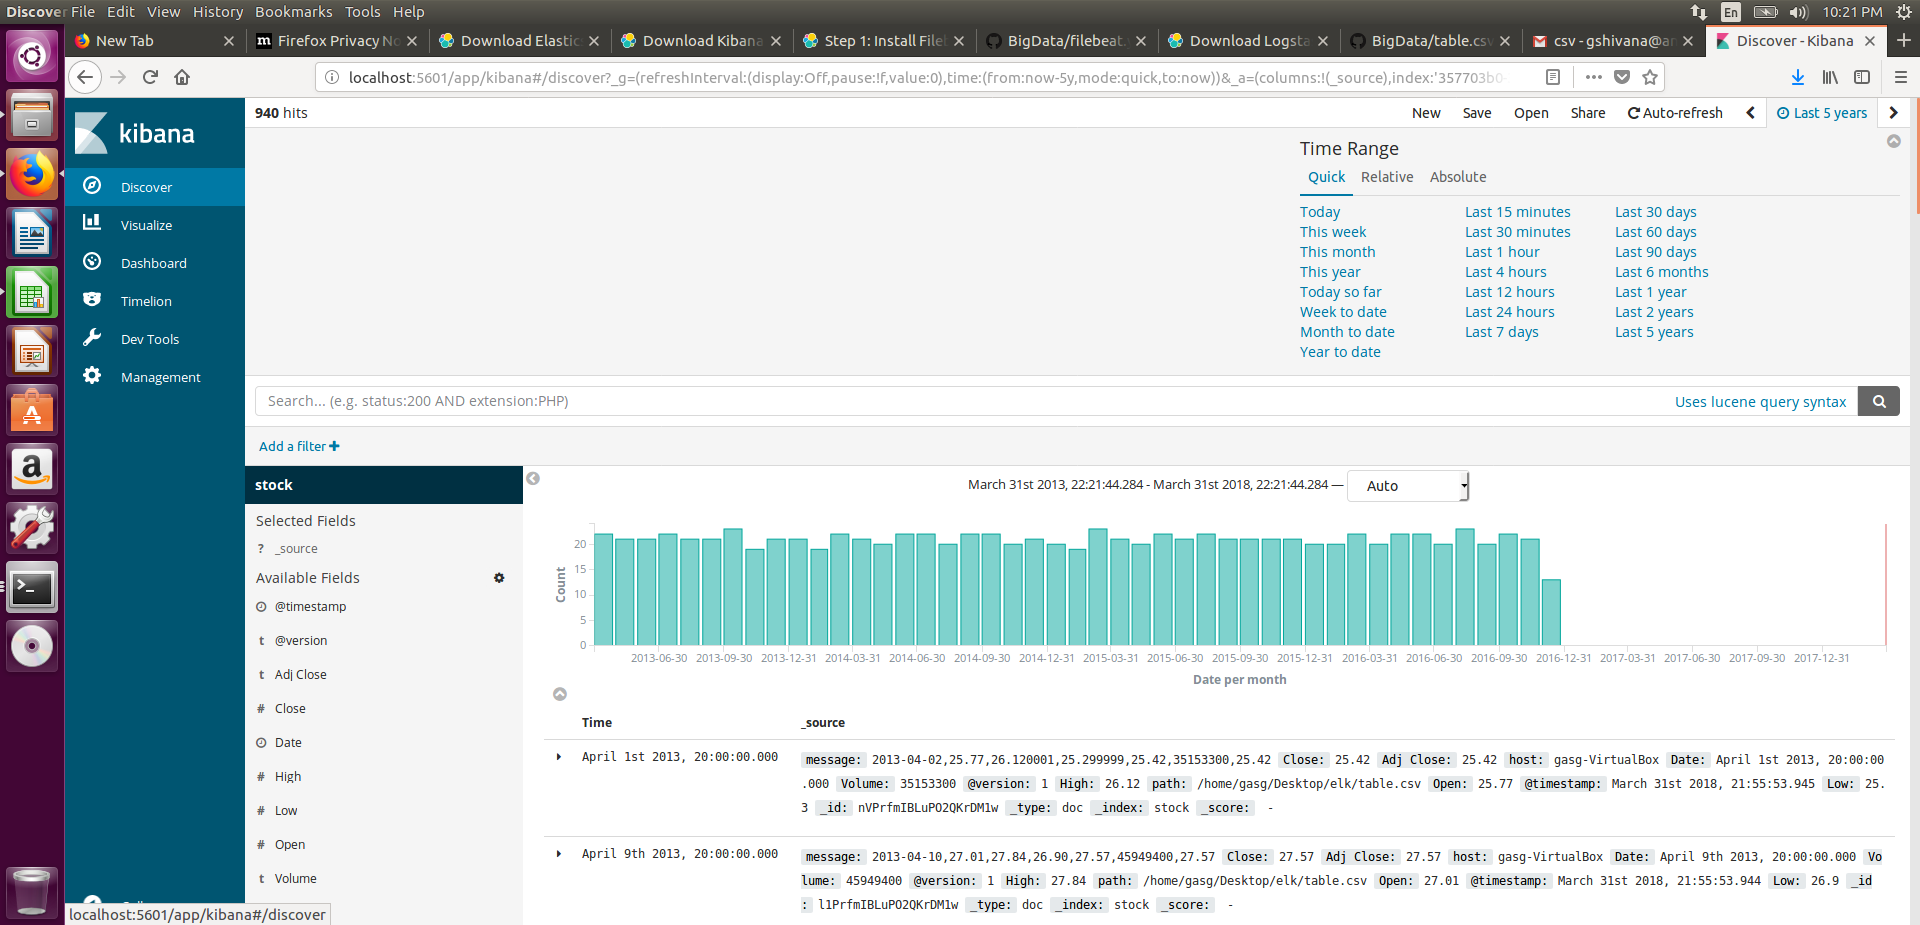 Discover File Edit View History Bookmarks Tools Help En 10:21 PM
New Tab Firefox Privacy No Download Elastic Download Kibana Step 1: Install File BigData/filebeat. Download Logsta BigData/table.csv csv - gshivana@ Discover - Kibana
localhost:5601/app/kibana#/discover?_g=(refreshInterval:(display:Off,pause:!f,value:0),time:(from:now-5y,mode:quick,to:now))&_a=(columns:!(_source),index:'357703b0-
kibana
Discover
Visualize
Dashboard
Timelion
Dev Tools
Management
localhost:5601/app/kibana#/discover
940 hits New Save Open Share Auto-refresh Last 5 years
Time Range
Quick Relative Absolute
Today Last 15 minutes Last 30 days
This week Last 30 minutes Last 60 days
This month Last 1 hour Last 90 days
This year Last 4 hours Last 6 months
Today so far Last 12 hours Last 1 year
Week to date Last 24 hours Last 2 years
Month to date Last 7 days Last 5 years
Year to date
Search... (e.g. status:200 AND extension:PHP) Uses lucene query syntax
Add a filter +
stock
Selected Fields
? _source
Available Fields
@timestamp
t @version
t Adj Close
# Close
Date
# High
# Low
# Open
t Volume
March 31st 2013, 22:21:44.284 - March 31st 2018, 22:21:44.284 — Auto
Count
20
15
10
5
0
2013-06-30 2013-09-30 2013-12-31 2014-03-31 2014-06-30 2014-09-30 2014-12-31 2015-03-31 2015-06-30 2015-09-30 2015-12-31 2016-03-31 2016-06-30 2016-09-30 2016-12-31 2017-03-31 2017-06-30 2017-09-30 2017-12-31
Date per month
Time _source
April 1st 2013, 20:00:00.000 message: 2013-04-02,25.77,26.120001,25.299999,25.42,35153300,25.42 Close: 25.42 Adj Close: 25.42 host: gasg-VirtualBox Date: April 1st 2013, 20:00:00
.000 Volume: 35153300 @version: 1 High: 26.12 path: /home/gasg/Desktop/elk/table.csv Open: 25.77 @timestamp: March 31st 2018, 21:55:53.945 Low: 25.
3 _id: nVPrfmIBLuPO2QKrDM1w _type: doc _index: stock _score: -
April 9th 2013, 20:00:00.000 message: 2013-04-10,27.01,27.84,26.90,27.57,45949400,27.57 Close: 27.57 Adj Close: 27.57 host: gasg-VirtualBox Date: April 9th 2013, 20:00:00.000 Vo
lume: 45949400 @version: 1 High: 27.84 path: /home/gasg/Desktop/elk/table.csv Open: 27.01 @timestamp: March 31st 2018, 21:55:53.944 Low: 26.9 _id
: l1PrfmIBLuPO2QKrDM1w _type: doc _index: stock _score: -